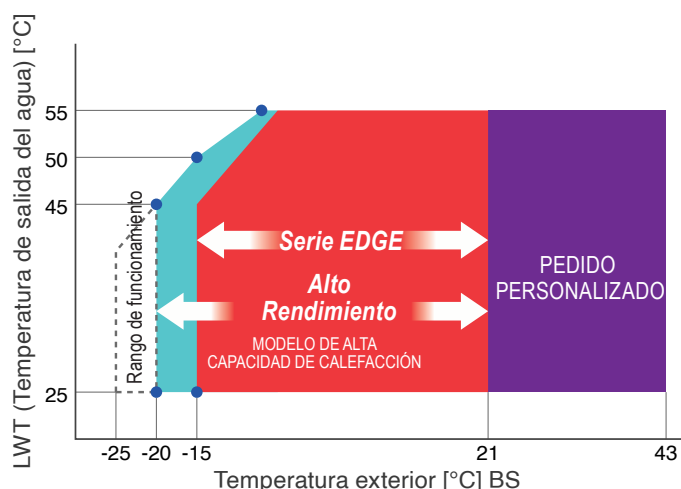 LWT (Temperatura de salida del agua) [°C]
55
50
45
25
Rango de funcionamiento
Serie EDGE
Alto
Rendimiento
MODELO DE ALTA
CAPACIDAD DE CALEFACCIÓN
PEDIDO
PERSONALIZADO
-25 -20 -15 21 43
Temperatura exterior [°C] BS